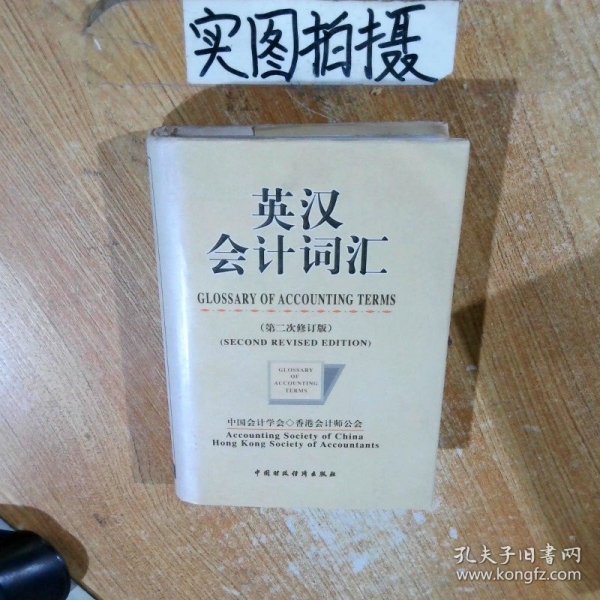 实图拍摄
英汉
会计词汇
GLOSSARY OF ACCOUNTING TERMS
（第二次修订版）
(SECOND REVISED EDITION)
GLOSSARY
OF
ACCOUNTING
TERMS
中国会计学会◇香港会计师公会
Accounting Society of China
Hong Kong Society of Accountants
中国财政经济出版社
孔夫子旧书网
www.kongfz.com